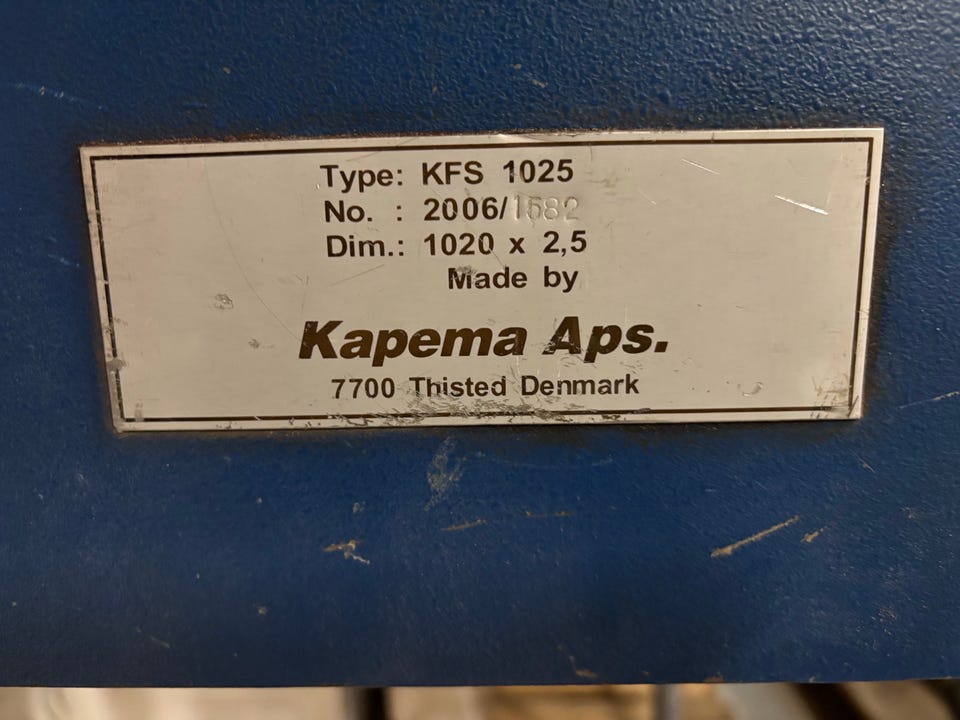 Type: KFS 1025
No. : 2006/1582
Dim.: 1020 x 2,5
Made by
Kapema Aps.
7700 Thisted Denmark